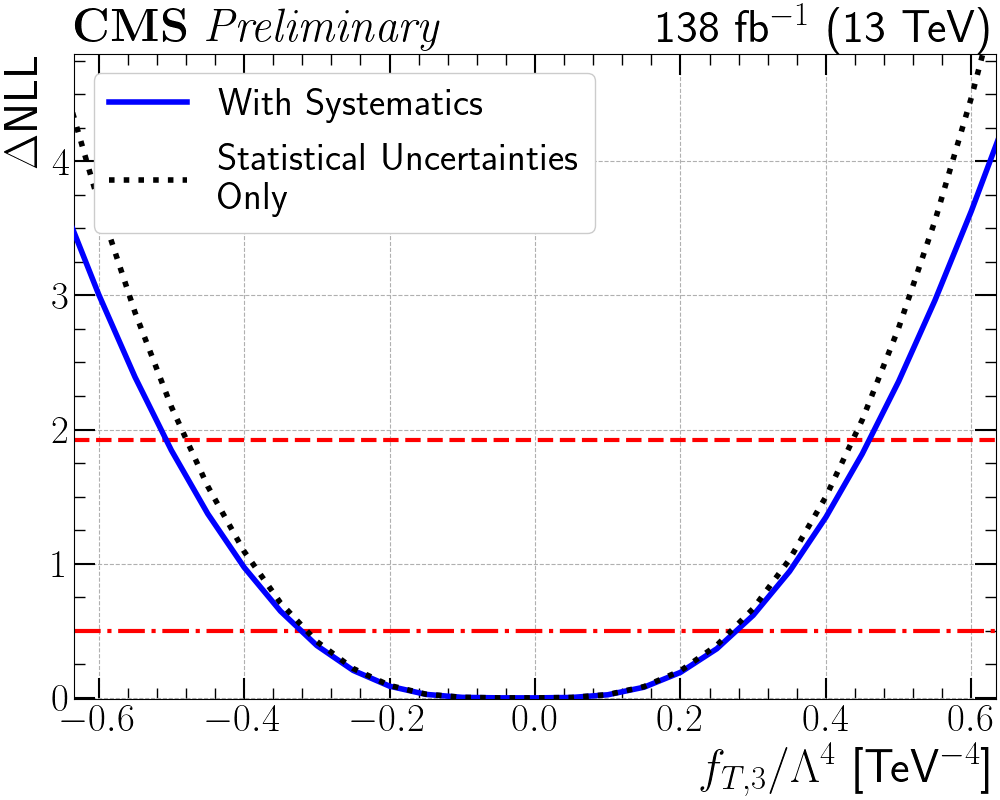 CMS Preliminary 138 fb⁻¹ (13 TeV)
ΔNLL
With Systematics
Statistical Uncertainties
Only
4
3
2
1
0
−0.6 −0.4 −0.2 0.0 0.2 0.4 0.6
f_{T,3}/Λ⁴ [TeV⁻⁴]